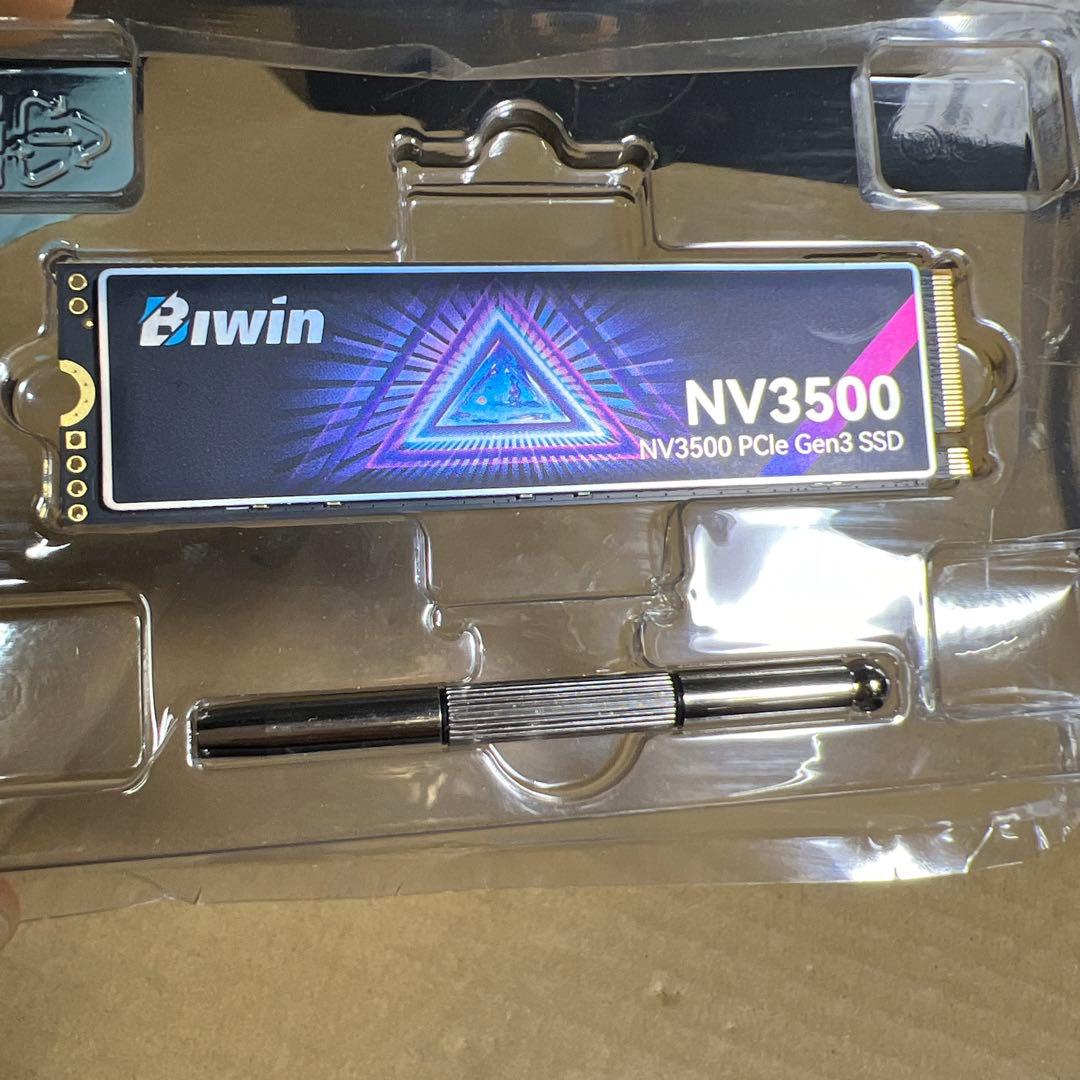 Biwin
NV3500
NV3500 PCIe Gen3 SSD